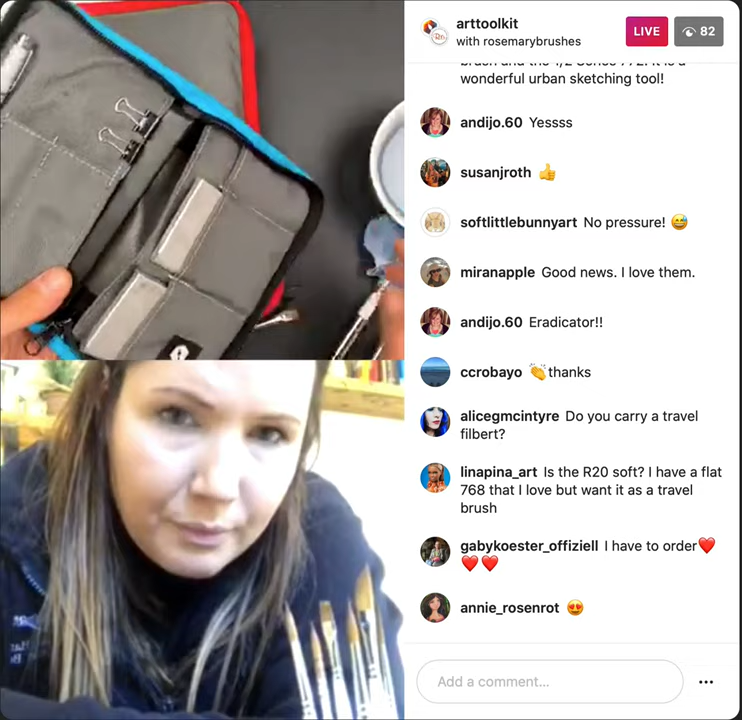 arttoolkit
with rosemarybrushes
LIVE
82
brush and the 1/2 Series 772. It is a
wonderful urban sketching tool!
andijo.60 Yessss
susanjroth 👍
softlittlebunnyart No pressure! 😅
miranapple Good news. I love them.
andijo.60 Eradicator!!
ccrobayo 👏thanks
alicegmcintyre Do you carry a travel
filbert?
linapina_art Is the R20 soft? I have a flat
768 that I love but want it as a travel
brush
gabykoester_offiziell I have to order❤️
❤️❤️
annie_rosenrot 😍
Add a comment...